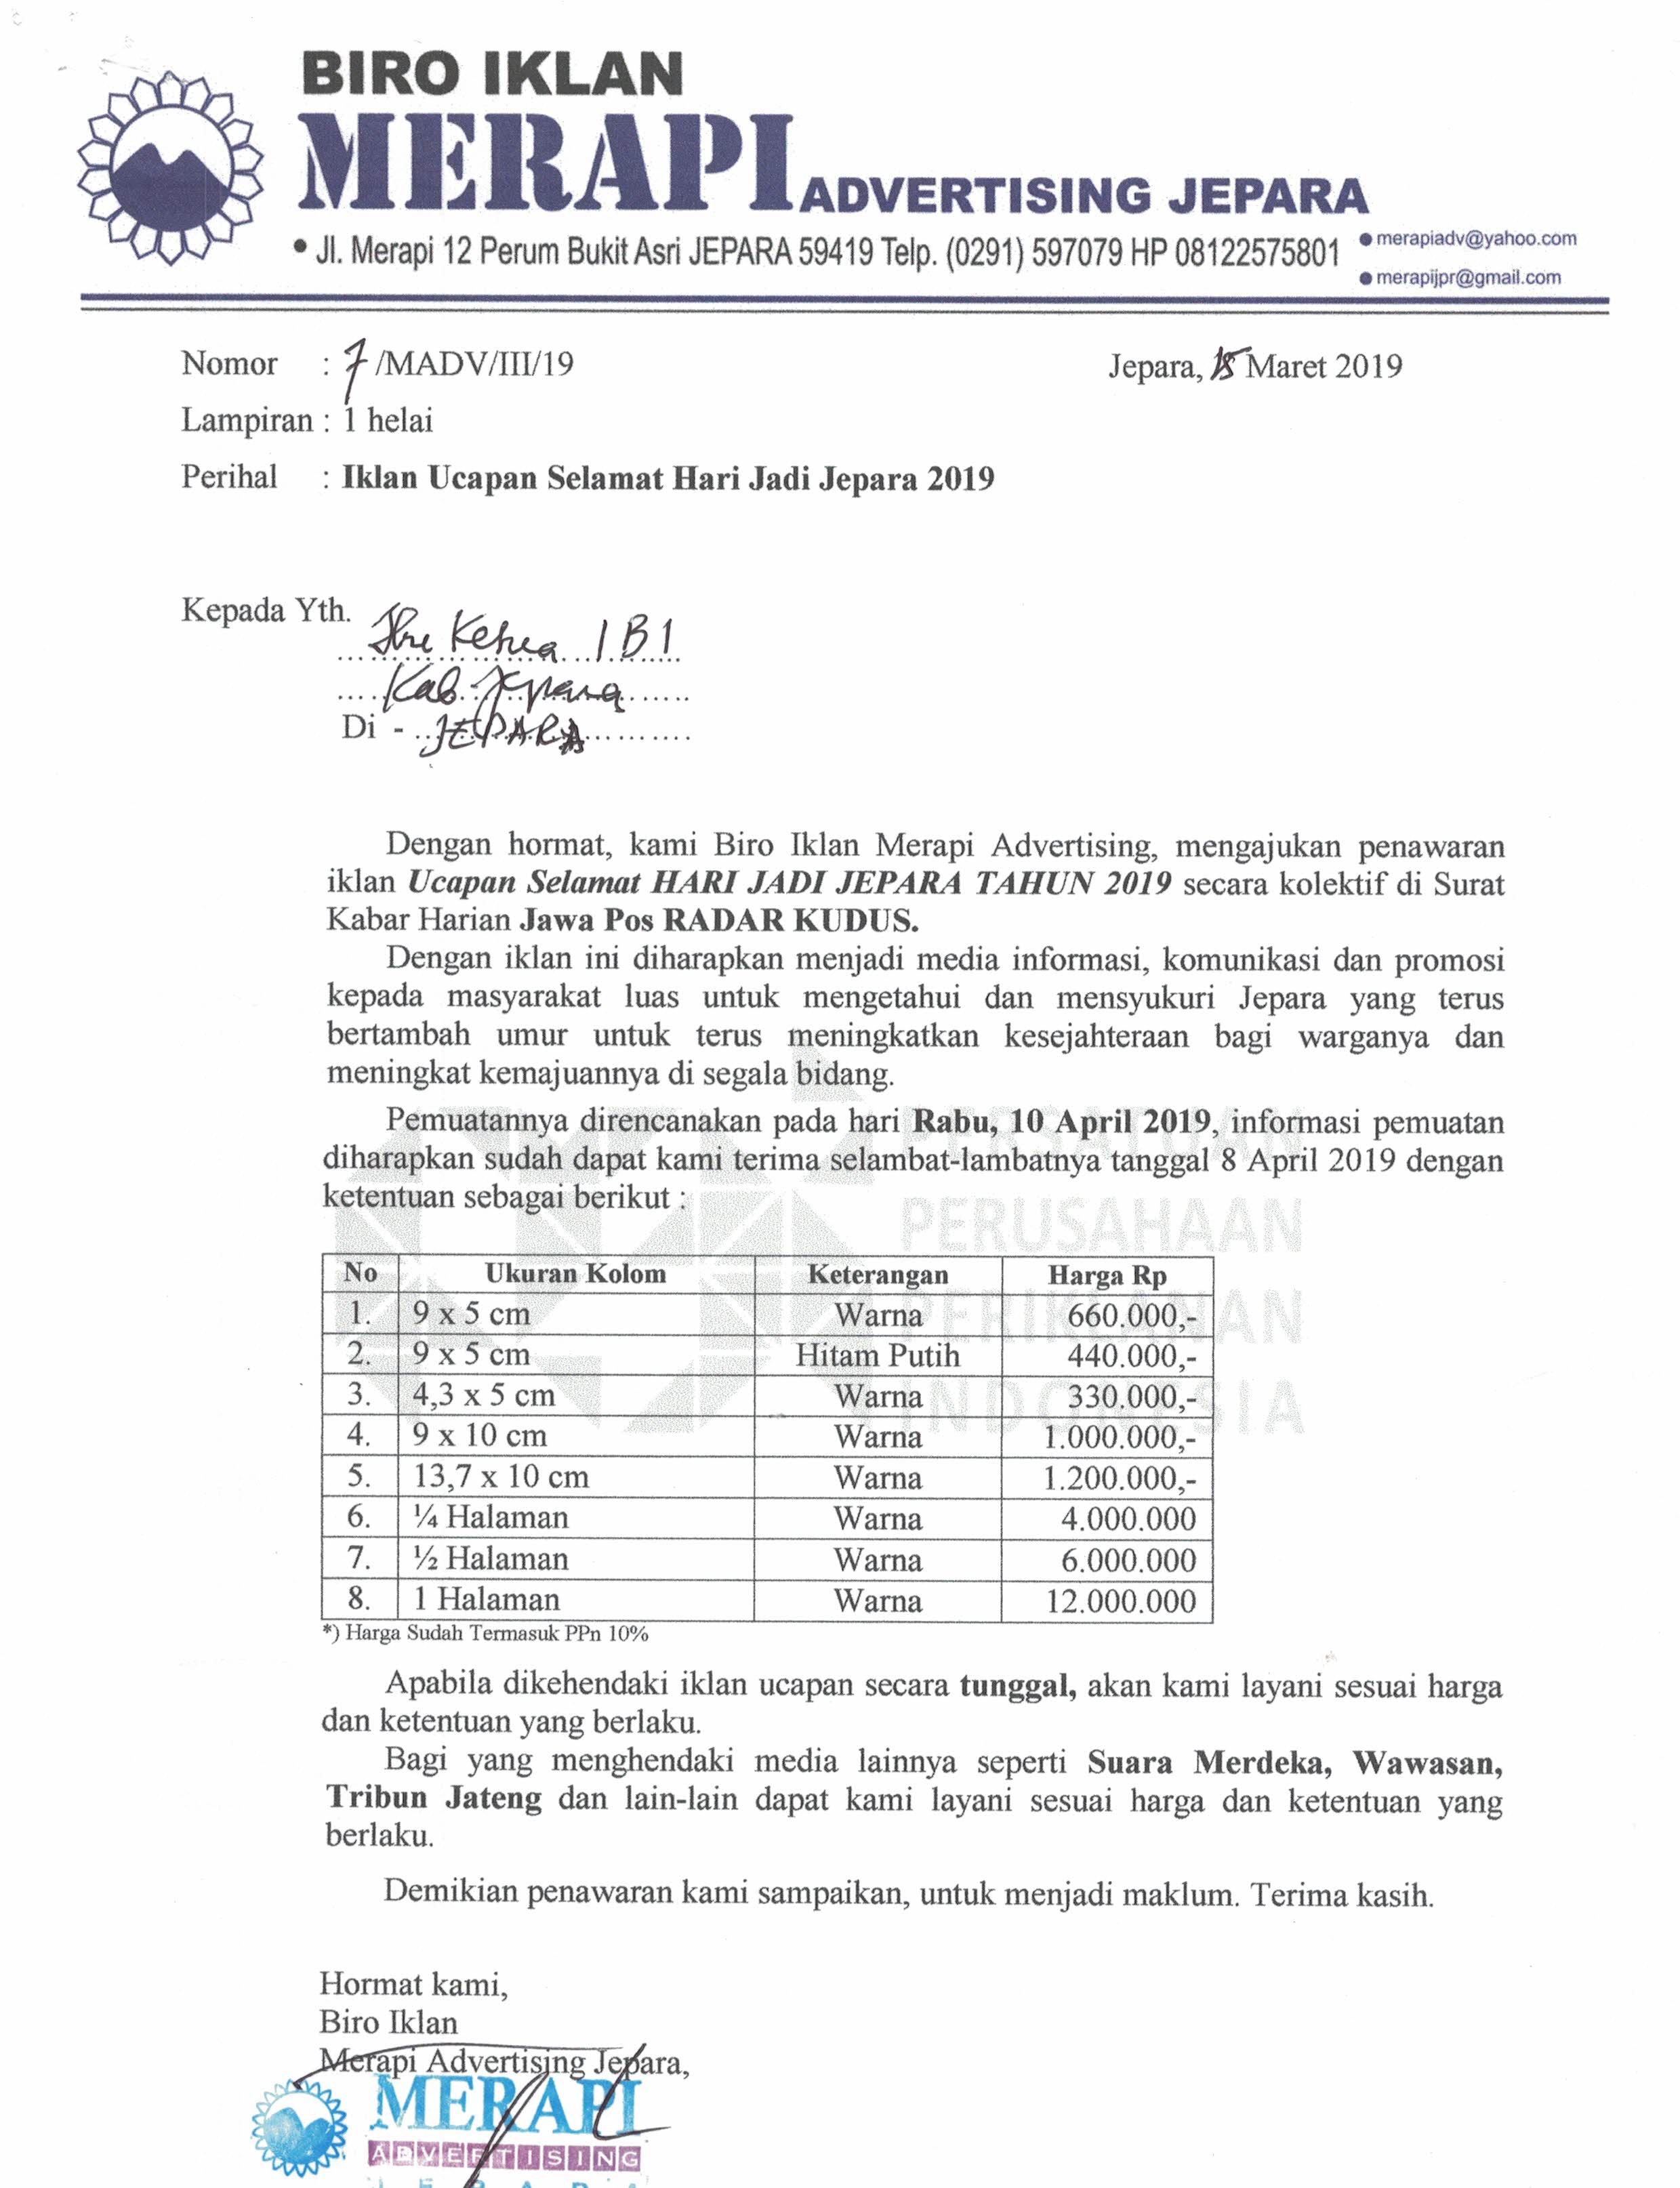 BIRO IKLAN
MERAPI ADVERTISING JEPARA
• Jl. Merapi 12 Perum Bukit Asri JEPARA 59419 Telp. (0291) 597079 HP 08122575801
• merapiadv@yahoo.com
• merapijpr@gmail.com
Nomor : 7 /MADV/III/19
Jepara, 15 Maret 2019
Lampiran : 1 helai
Perihal : Iklan Ucapan Selamat Hari Jadi Jepara 2019
Kepada Yth.
Ibu Ketua IBI
Kab. Jepara
Di - JEPARA
Dengan hormat, kami Biro Iklan Merapi Advertising, mengajukan penawaran
iklan Ucapan Selamat HARI JADI JEPARA TAHUN 2019 secara kolektif di Surat
Kabar Harian Jawa Pos RADAR KUDUS.
Dengan iklan ini diharapkan menjadi media informasi, komunikasi dan promosi
kepada masyarakat luas untuk mengetahui dan mensyukuri Jepara yang terus
bertambah umur untuk terus meningkatkan kesejahteraan bagi warganya dan
meningkat kemajuannya di segala bidang.
Pemuatannya direncanakan pada hari Rabu, 10 April 2019, informasi pemuatan
diharapkan sudah dapat kami terima selambat-lambatnya tanggal 8 April 2019 dengan
ketentuan sebagai berikut :
PERSATUAN
PERUSAHAAN
PERIKLANAN
INDONESIA
No Ukuran Kolom Keterangan Harga Rp
1. 9 x 5 cm Warna 660.000,-
2. 9 x 5 cm Hitam Putih 440.000,-
3. 4,3 x 5 cm Warna 330.000,-
4. 9 x 10 cm Warna 1.000.000,-
5. 13,7 x 10 cm Warna 1.200.000,-
6. ¼ Halaman Warna 4.000.000
7. ½ Halaman Warna 6.000.000
8. 1 Halaman Warna 12.000.000
*) Harga Sudah Termasuk PPn 10%
Apabila dikehendaki iklan ucapan secara tunggal, akan kami layani sesuai harga
dan ketentuan yang berlaku.
Bagi yang menghendaki media lainnya seperti Suara Merdeka, Wawasan,
Tribun Jateng dan lain-lain dapat kami layani sesuai harga dan ketentuan yang
berlaku.
Demikian penawaran kami sampaikan, untuk menjadi maklum. Terima kasih.
Hormat kami,
Biro Iklan
Merapi Advertising Jepara,
MERAPI
ADVERTISING
JEPARA